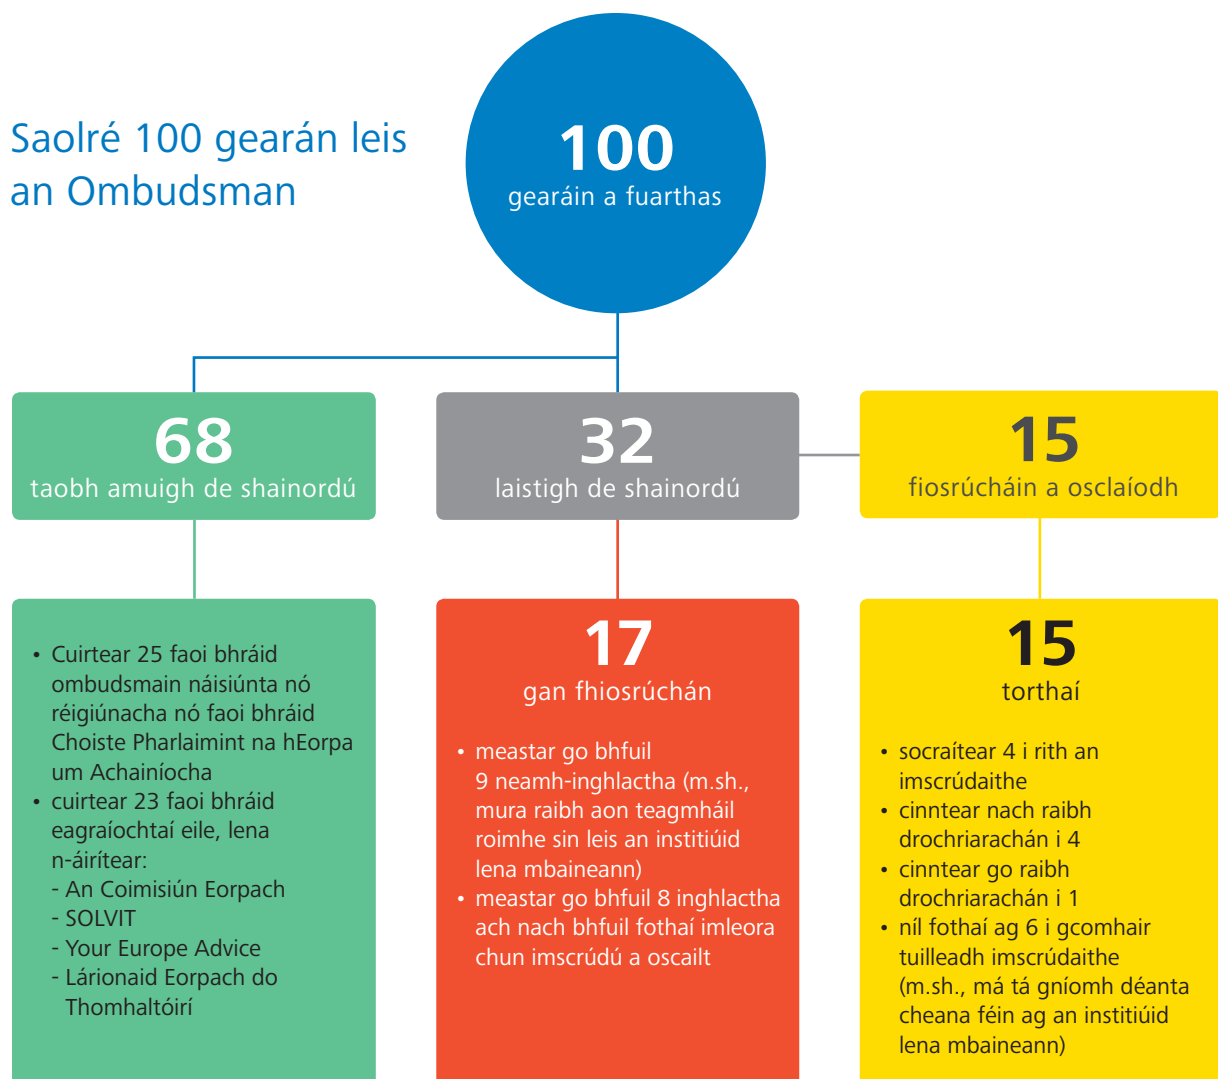 Saolré 100 gearán leis
an Ombudsman
100
gearáin a fuarthas
68
taobh amuigh de shainordú
32
laistigh de shainordú
15
fiosrúcháin a osclaíodh
• Cuirtear 25 faoi bhráid
ombudsmain náisiúnta nó
réigiúnacha nó faoi bhráid
Choiste Pharlaimint na hEorpa
um Achainíocha
• cuirtear 23 faoi bhráid
eagraíochtaí eile, lena
n-áirítear:
- An Coimisiún Eorpach
- SOLVIT
- Your Europe Advice
- Lárionaid Eorpach do
Thomhaltóirí
17
gan fhiosrúchán
• meastar go bhfuil
9 neamh-inghlactha (m.sh.,
mura raibh aon teagmháil
roimhe sin leis an institiúid
lena mbaineann)
• meastar go bhfuil 8 inghlactha
ach nach bhfuil fothaí imleora
chun imscrúdú a oscailt
15
torthaí
• socraítear 4 i rith an
imscrúdaithe
• cinntear nach raibh
drochriarachán i 4
• cinntear go raibh
drochriarachán i 1
• níl fothaí ag 6 i gcomhair
tuilleadh imscrúdaithe
(m.sh., má tá gníomh déanta
cheana féin ag an institiúid
lena mbaineann)